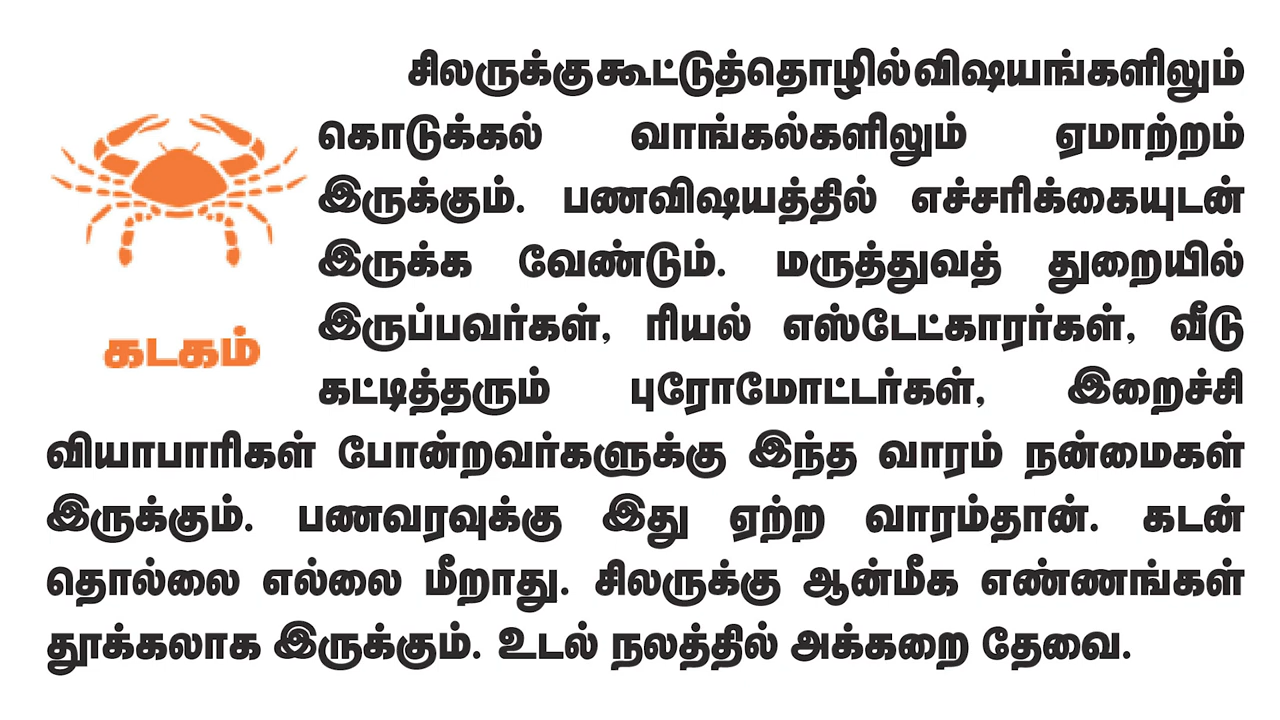 சிலருக்கு கூட்டுத்தொழில் விஷயங்களிலும்
கொடுக்கல் வாங்கல்களிலும் ஏமாற்றம்
இருக்கும். பணவிஷயத்தில் எச்சரிக்கையுடன்
இருக்க வேண்டும். மருத்துவத் துறையில்
இருப்பவர்கள், ரியல் எஸ்டேட்காரர்கள், வீடு
கட்டித்தரும் புரோமோட்டர்கள், இறைச்சி
வியாபாரிகள் போன்றவர்களுக்கு இந்த வாரம் நன்மைகள்
இருக்கும். பணவரவுக்கு இது ஏற்ற வாரம்தான். கடன்
தொல்லை எல்லை மீறாது. சிலருக்கு ஆன்மீக எண்ணங்கள்
தூக்கலாக இருக்கும். உடல் நலத்தில் அக்கறை தேவை.
கடகம்